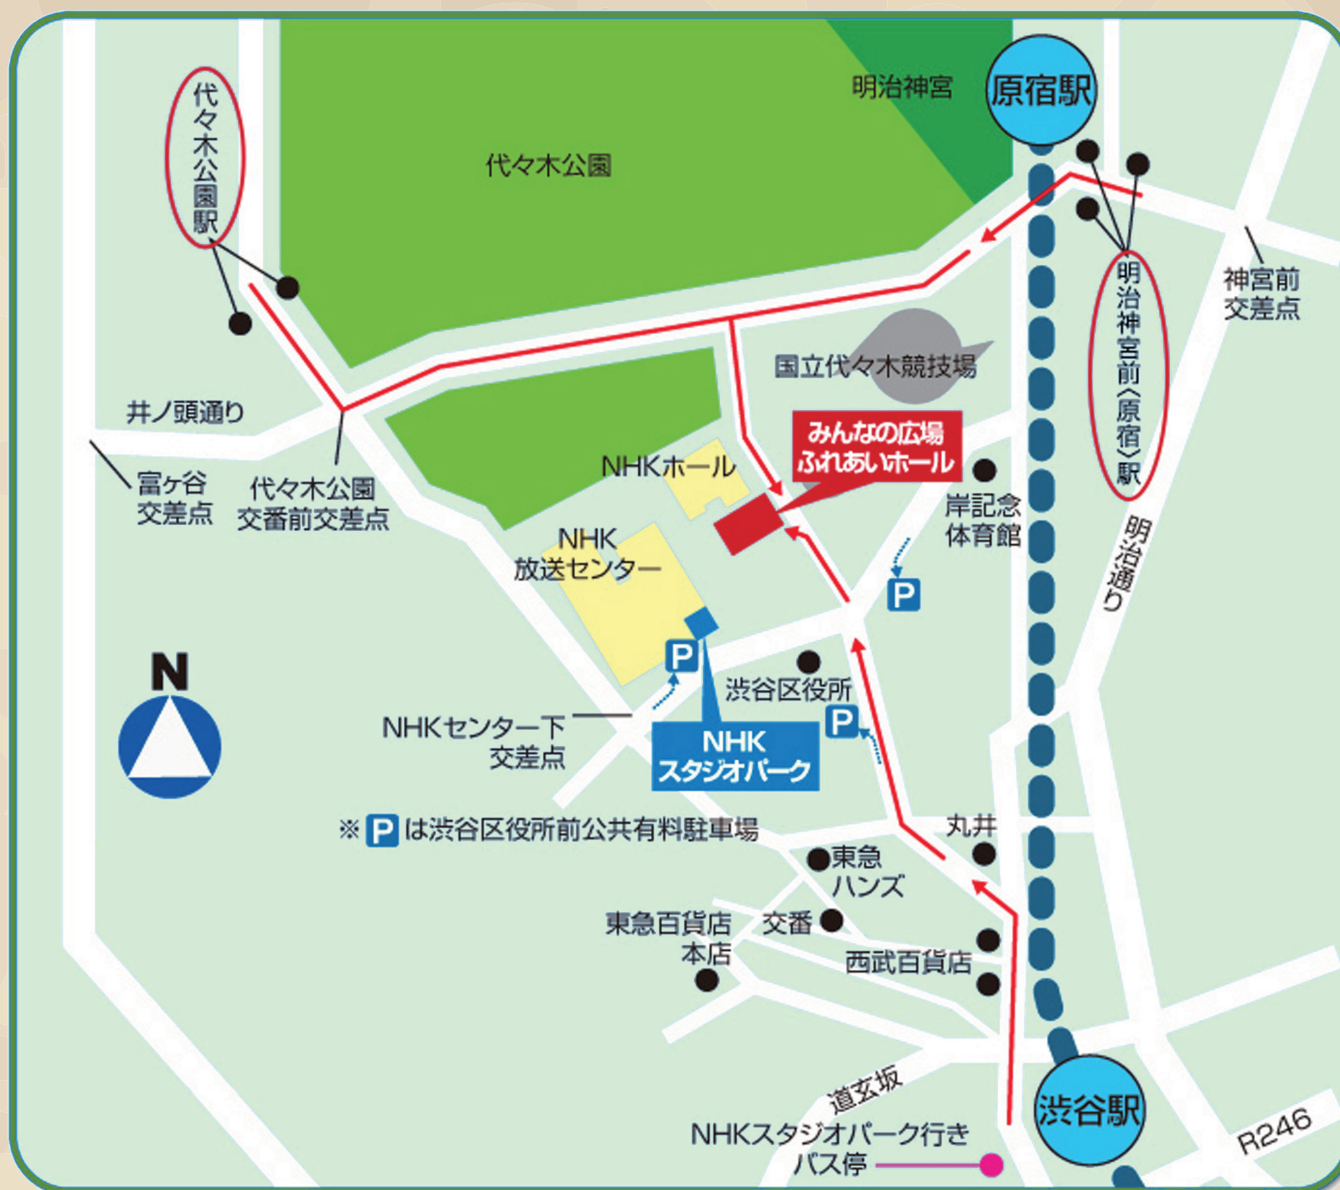 原宿駅
明治神宮
代々木公園駅
代々木公園
神宮前
交差点
明治神宮前〈原宿〉駅
国立代々木競技場
井ノ頭通り
みんなの広場
ふれあいホール
NHKホール
富ヶ谷
交差点
代々木公園
交番前交差点
岸記念
体育館
NHK
放送センター
明治通り
P
N
P
渋谷区役所
P
NHKセンター下
交差点
NHK
スタジオパーク
※Pは渋谷区役所前公共有料駐車場
丸井
東急
ハンズ
東急百貨店
本店
交番
西武百貨店
道玄坂
渋谷駅
NHKスタジオパーク行き
バス停
R246